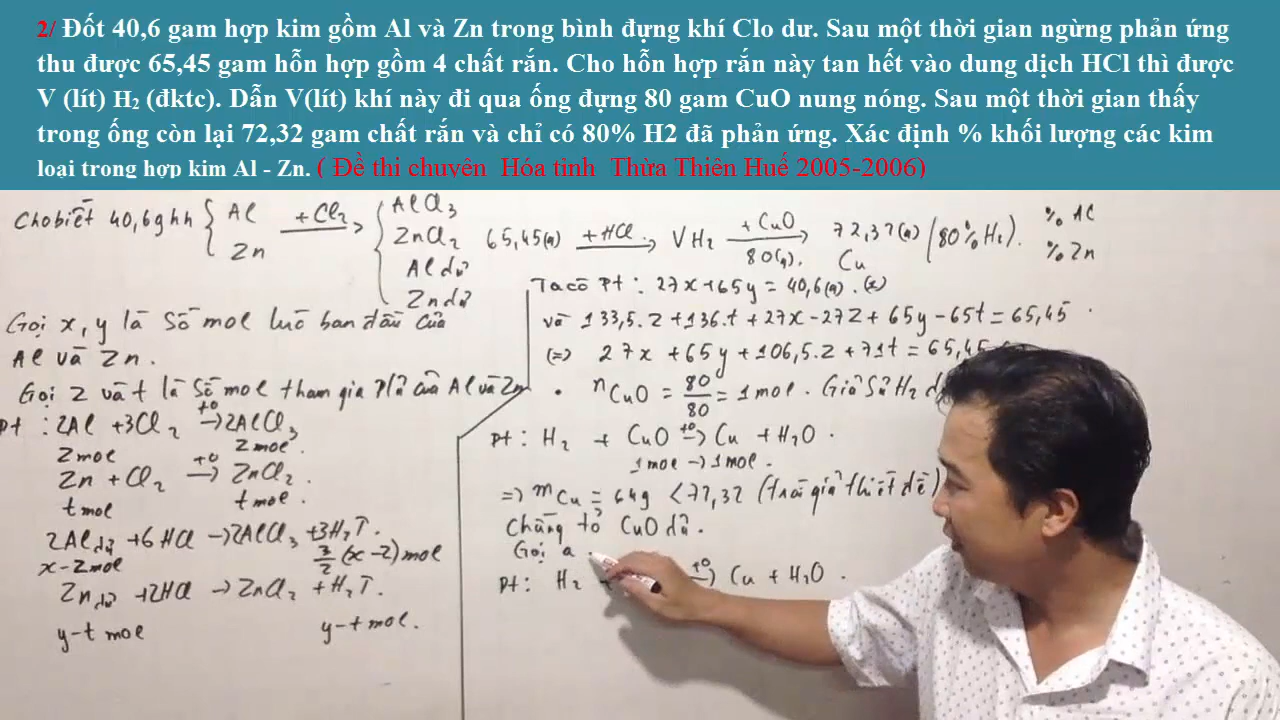 2/ Đốt 40,6 gam hợp kim gồm Al và Zn trong bình đựng khí Clo dư. Sau một thời gian ngừng phản ứng
thu được 65,45 gam hỗn hợp gồm 4 chất rắn. Cho hỗn hợp rắn này tan hết vào dung dịch HCl thì được
V (lít) H₂ (đktc). Dẫn V(lít) khí này đi qua ống đựng 80 gam CuO nung nóng. Sau một thời gian thấy
trong ống còn lại 72,32 gam chất rắn và chỉ có 80% H2 đã phản ứng. Xác định % khối lượng các kim
loại trong hợp kim Al - Zn. ( Đề thi chuyên Hóa tỉnh Thừa Thiên Huế 2005-2006)
Cho biết 40,6g hh { Al Zn +Cl₂ → { AlCl₃ ZnCl₂ Al dư Zn dư 65,45(g) +HCl → V H₂ +CuO → 80(g). 72,32(g) Cu (80% H₂). % Al % Zn
Gọi x, y là số mol lúc ban đầu của
Al và Zn.
Gọi z và t là số mol tham gia pứ của Al và Zn
pt : 2Al + 3Cl₂ t⁰→ 2AlCl₃
z mol z mol.
Zn + Cl₂ t⁰→ ZnCl₂.
t mol t mol.
2Al dư + 6HCl → 2AlCl₃ + 3H₂↑.
x-z mol 3/2 (x-z) mol
Zn dư + 2HCl → ZnCl₂ + H₂↑.
y-t mol y-t mol.
Ta có pt : 27x + 65y = 40,6(g).
và 133,5.z + 136.t + 27x - 27z + 65y - 65t = 65,45
(=) 27x + 65y + 106,5.z + 71t = 65,45
• nCuO = 80/80 = 1 mol. Giả sử H₂
pt : H₂ + CuO t⁰→ Cu + H₂O.
1 mol → 1 mol.
=> mCu = 64g < 72,32 (trái giả thiết đề)
Chứng tỏ CuO dư.
Gọi a
pt : H₂ + t⁰→ Cu + H₂O.